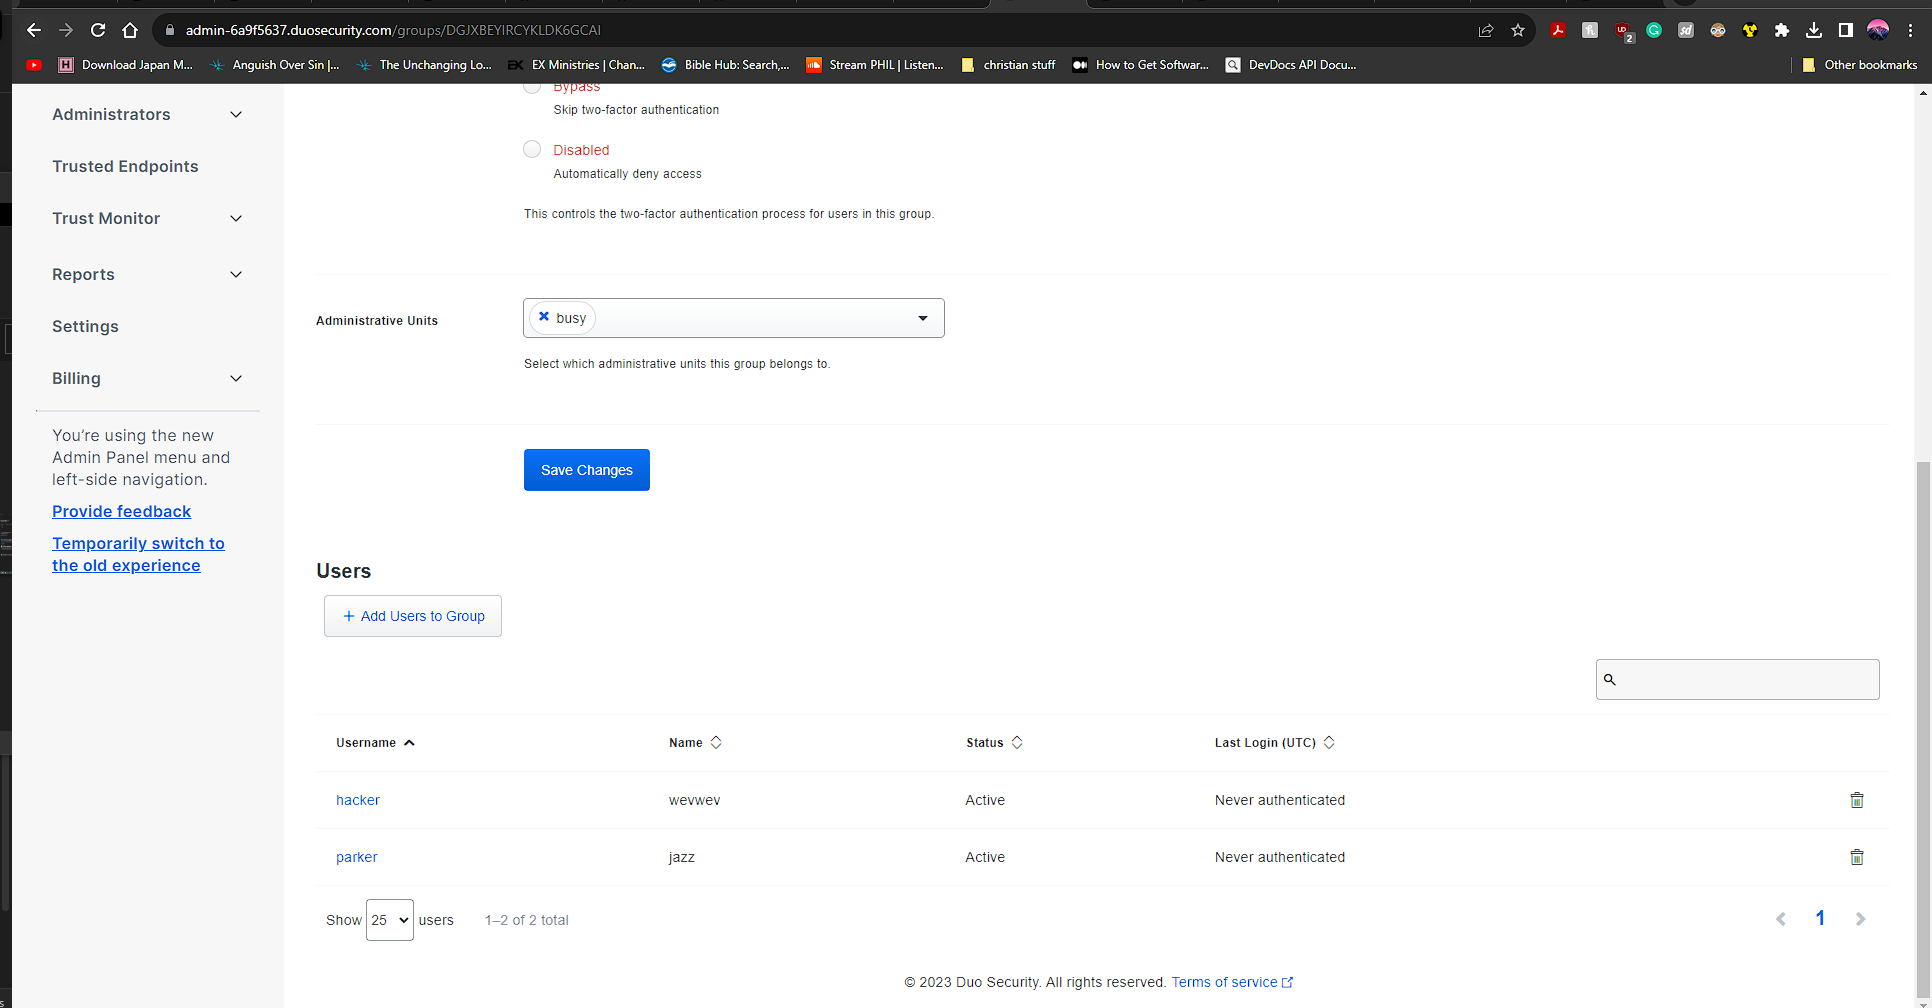 admin-6a9f5637.duosecurity.com/groups/DGJXBEYIRCYKLDK6GCAI
2
Download Japan M... Anguish Over Sin |... The Unchanging Lo... EX Ministries | Chan... Bible Hub: Search,... Stream PHIL | Listen... christian stuff How to Get Softwar... DevDocs API Docu... Other bookmarks
Administrators
Trusted Endpoints
Trust Monitor
Reports
Settings
Billing
You're using the new
Admin Panel menu and
left-side navigation.
Provide feedback
Temporarily switch to
the old experience
Bypass
Skip two-factor authentication
Disabled
Automatically deny access
This controls the two-factor authentication process for users in this group.
Administrative Units
busy
Select which administrative units this group belongs to.
Save Changes
Users
+ Add Users to Group
Username Name Status Last Login (UTC)
hacker wevwev Active Never authenticated
parker jazz Active Never authenticated
Show 25 users 1–2 of 2 total
1
© 2023 Duo Security. All rights reserved. Terms of service